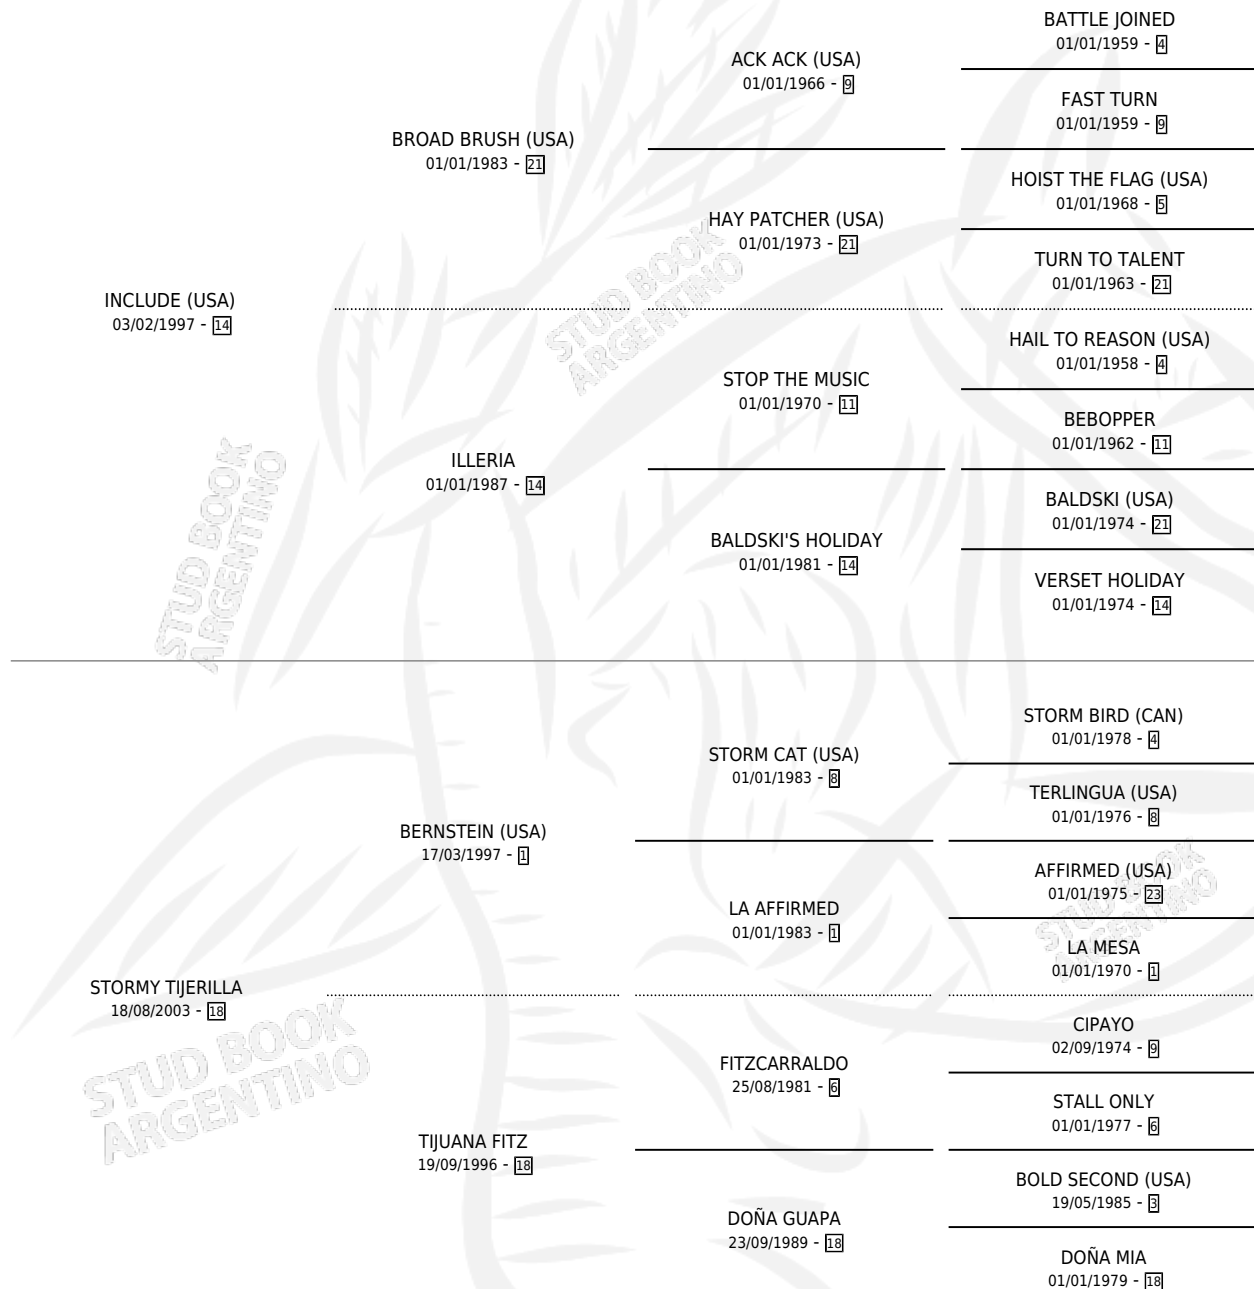 BATTLE JOINED
01/01/1959 - 4
ACK ACK (USA)
01/01/1966 - 9
FAST TURN
01/01/1959 - 9
BROAD BRUSH (USA)
01/01/1983 - 21
HOIST THE FLAG (USA)
01/01/1968 - 5
HAY PATCHER (USA)
01/01/1973 - 21
TURN TO TALENT
01/01/1963 - 21
INCLUDE (USA)
03/02/1997 - 14
HAIL TO REASON (USA)
01/01/1958 - 4
STOP THE MUSIC
01/01/1970 - 11
BEBOPPER
01/01/1962 - 11
ILLERIA
01/01/1987 - 14
BALDSKI (USA)
01/01/1974 - 21
BALDSKI'S HOLIDAY
01/01/1981 - 14
VERSET HOLIDAY
01/01/1974 - 14
STORM BIRD (CAN)
01/01/1978 - 4
STORM CAT (USA)
01/01/1983 - 8
TERLINGUA (USA)
01/01/1976 - 8
BERNSTEIN (USA)
17/03/1997 - 1
AFFIRMED (USA)
01/01/1975 - 23
LA AFFIRMED
01/01/1983 - 1
LA MESA
01/01/1970 - 1
STORMY TIJERILLA
18/08/2003 - 18
CIPAYO
02/09/1974 - 9
FITZCARRALDO
25/08/1981 - 6
STALL ONLY
01/01/1977 - 6
TIJUANA FITZ
19/09/1996 - 18
BOLD SECOND (USA)
19/05/1985 - 3
DOÑA GUAPA
23/09/1989 - 18
DOÑA MIA
01/01/1979 - 18
STUD BOOK
ARGENTINO
STUD BOOK
ARGENTINO
STUD BOOK
ARGENTINO
STUD BOOK
ARGENTINO